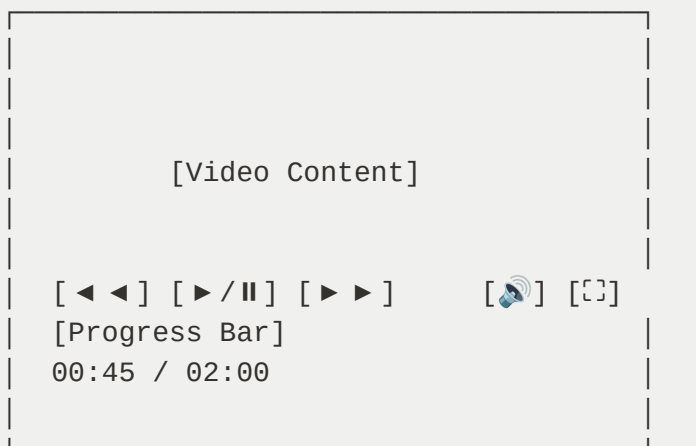 [Video Content]
[◄ ◄] [►/⏸] [► ►] [🔊] [⛶]
[Progress Bar]
00:45 / 02:00